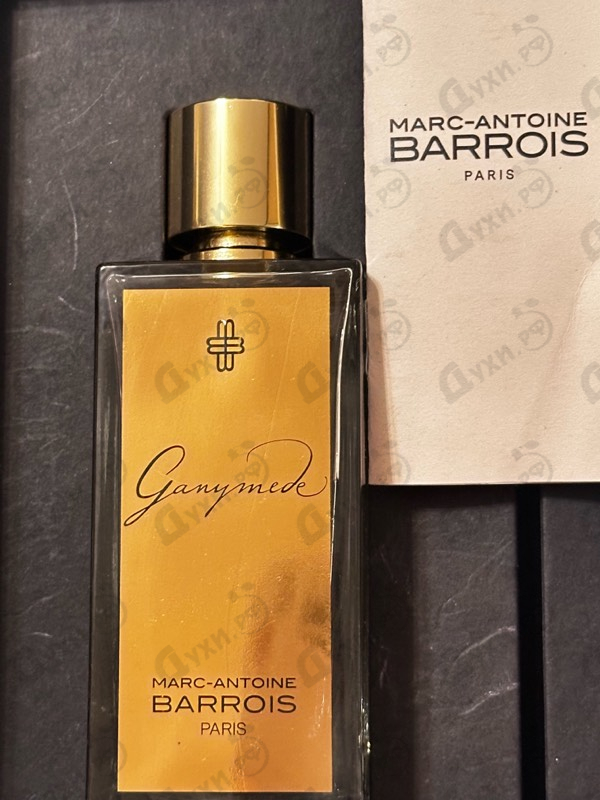 MARC-ANTOINE
BARROIS
PARIS
Ganymede
MARC-ANTOINE
BARROIS
PARIS
Духи.рф